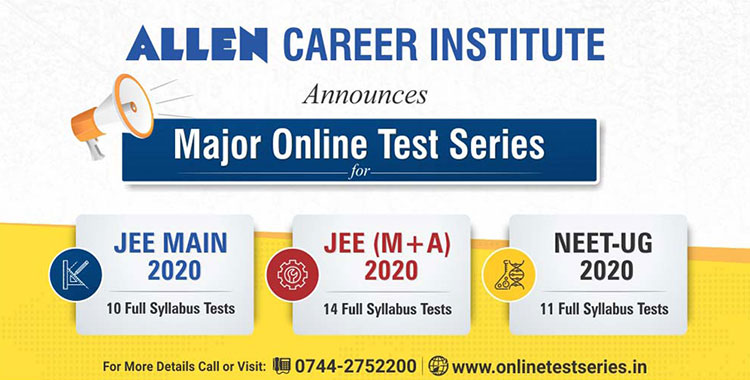 ALLEN CAREER INSTITUTE
Announces
Major Online Test Series
for
JEE MAIN
2020
10 Full Syllabus Tests
JEE (M+A)
2020
14 Full Syllabus Tests
NEET-UG
2020
11 Full Syllabus Tests
For More Details Call or Visit: 0744-2752200 | www.onlinetestseries.in